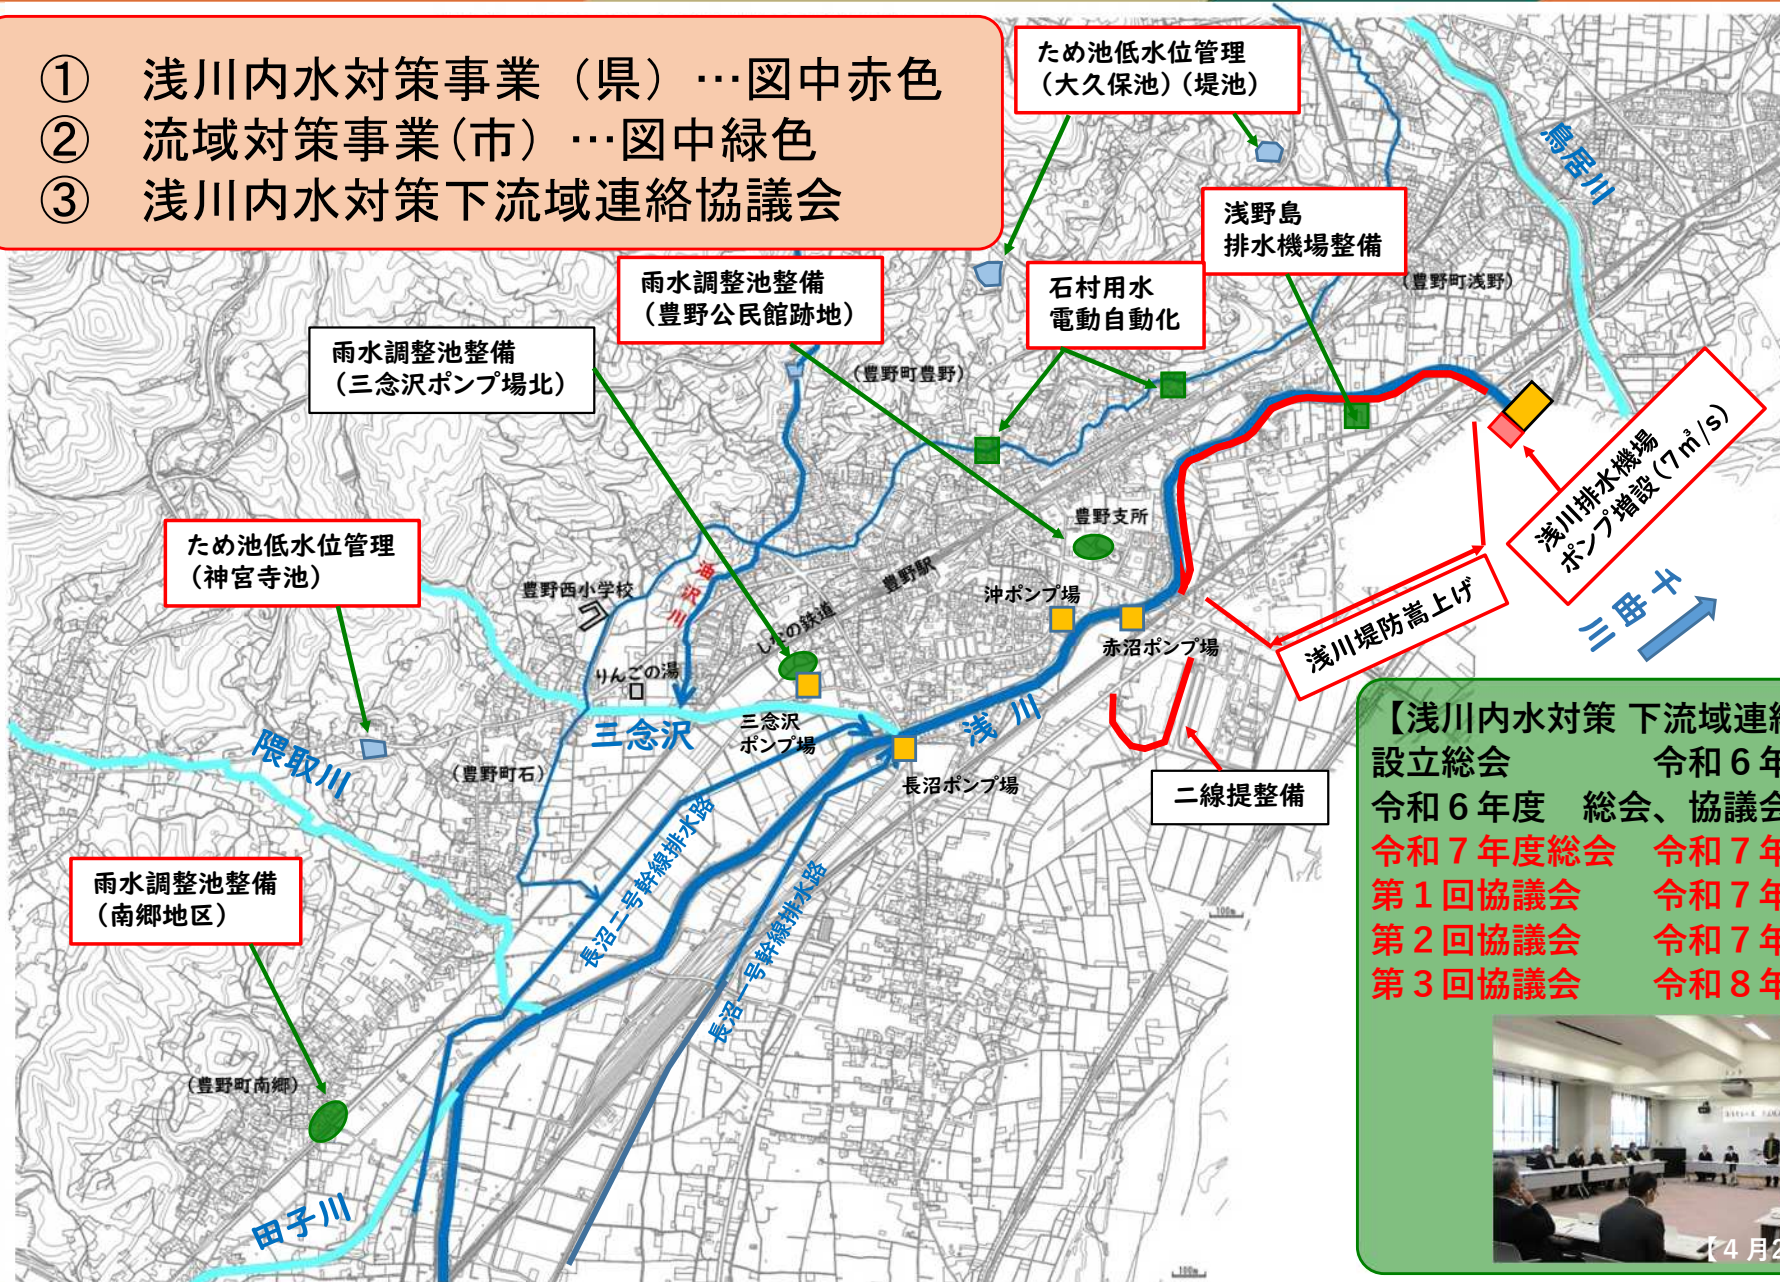 ① 浅川内水対策事業（県）…図中赤色
② 流域対策事業(市）…図中緑色
③ 浅川内水対策下流域連絡協議会
ため池低水位管理
（大久保池）（堤池）
鳥居川
浅野島
排水機場整備
（豊野町浅野）
雨水調整池整備
（豊野公民館跡地）
石村用水
電動自動化
雨水調整池整備
（三念沢ポンプ場北）
（豊野町豊野）
浅川排水機場
ポンプ増設（7㎥/s）
豊野支所
ため池低水位管理
（神宮寺池）
豊野西小学校
油沢川
豊野駅
しなの鉄道
沖ポンプ場
赤沼ポンプ場
浅川堤防嵩上げ
千曲川
りんごの湯
三念沢
三念沢
ポンプ場
浅川
隈取川
（豊野町石）
長沼ポンプ場
二線提整備
長沼二号幹線排水路
長沼一号幹線排水路
雨水調整池整備
（南郷地区）
（豊野町南郷）
田子川
100m
100m
【浅川内水対策 下流域連絡
設立総会 令和６年
令和６年度 総会、協議会
令和７年度総会 令和７年
第１回協議会 令和７年
第２回協議会 令和７年
第３回協議会 令和８年
【４月2